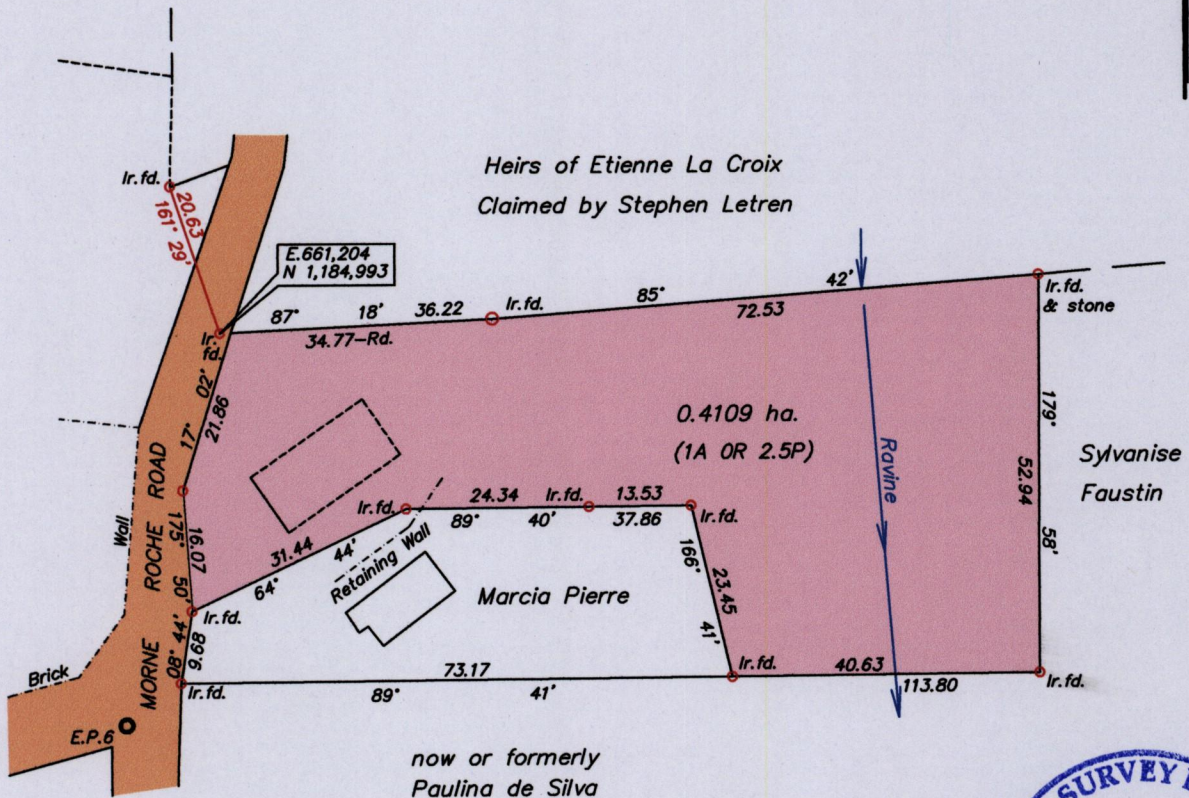 Heirs of Etienne La Croix
Claimed by Stephen Letren
Ir.fd.
20.63
161° 29'
E.661,204
N 1,184,993
Ir.
fd.
87° 18' 36.22
34.77-Rd.
Ir.fd.
85° 42'
72.53
Ir.fd.
& stone
17° 02'
21.86
0.4109 ha.
(1A 0R 2.5P)
Ravine
179° 58'
52.94
Sylvanise
Faustin
Wall
MORNE ROCHE ROAD
175° 50'
16.07
Ir.fd.
24.34
Ir.fd.
13.53
89° 40'
37.86
Ir.fd.
31.44
64° 44'
Retaining Wall
Marcia Pierre
166° 41'
23.45
Ir.fd.
08° 44'
9.68
Brick
Ir.fd.
73.17
Ir.fd.
40.63
89° 41'
113.80
Ir.fd.
E.P.6
now or formerly
Paulina de Silva
SURVEY